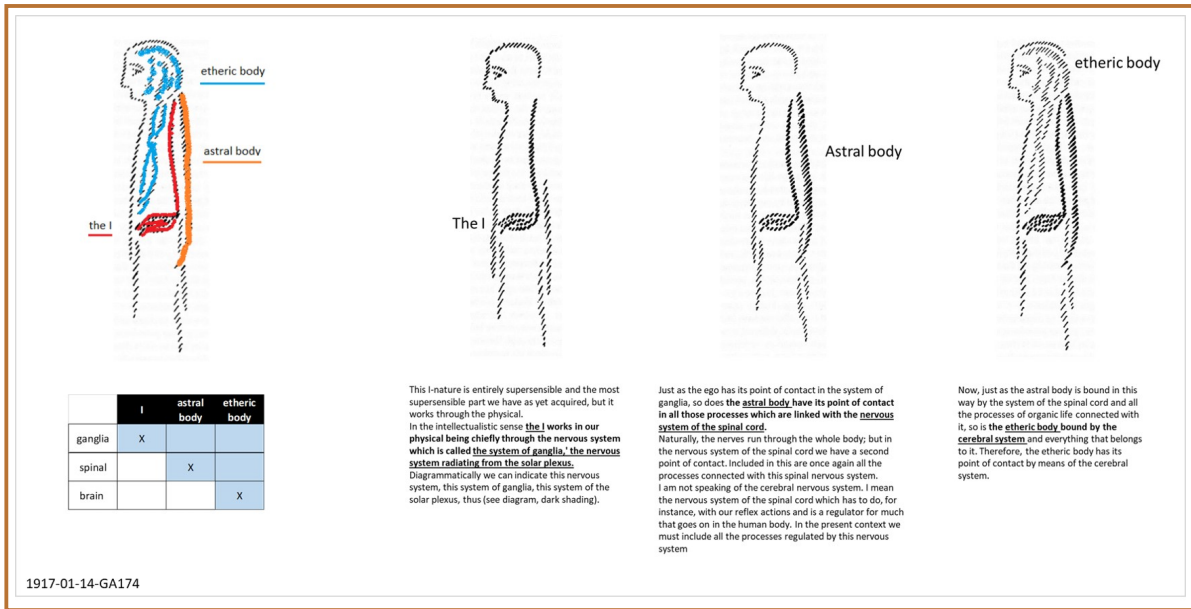 etheric body
astral body
the I
The I
Astral body
etheric body
I
astral
body
etheric
body
ganglia
X
spinal
X
brain
X
This I-nature is entirely supersensible and the most
supersensible part we have as yet acquired, but it
works through the physical.
In the intellectualistic sense the I works in our
physical being chiefly through the nervous system
which is called the system of ganglia,' the nervous
system radiating from the solar plexus.
Diagrammatically we can indicate this nervous
system, this system of ganglia, this system of the
solar plexus, thus (see diagram, dark shading).
Just as the ego has its point of contact in the system of
ganglia, so does the astral body have its point of contact
in all those processes which are linked with the nervous
system of the spinal cord.
Naturally, the nerves run through the whole body; but in
the nervous system of the spinal cord we have a second
point of contact. Included in this are once again all the
processes connected with this spinal nervous system.
I am not speaking of the cerebral nervous system. I mean
the nervous system of the spinal cord which has to do, for
instance, with our reflex actions and is a regulator for much
that goes on in the human body. In the present context we
must include all the processes regulated by this nervous
system
Now, just as the astral body is bound in this
way by the system of the spinal cord and all
the processes of organic life connected with
it, so is the etheric body bound by the
cerebral system and everything that belongs
to it. Therefore, the etheric body has its
point of contact by means of the cerebral
system.
1917-01-14-GA174